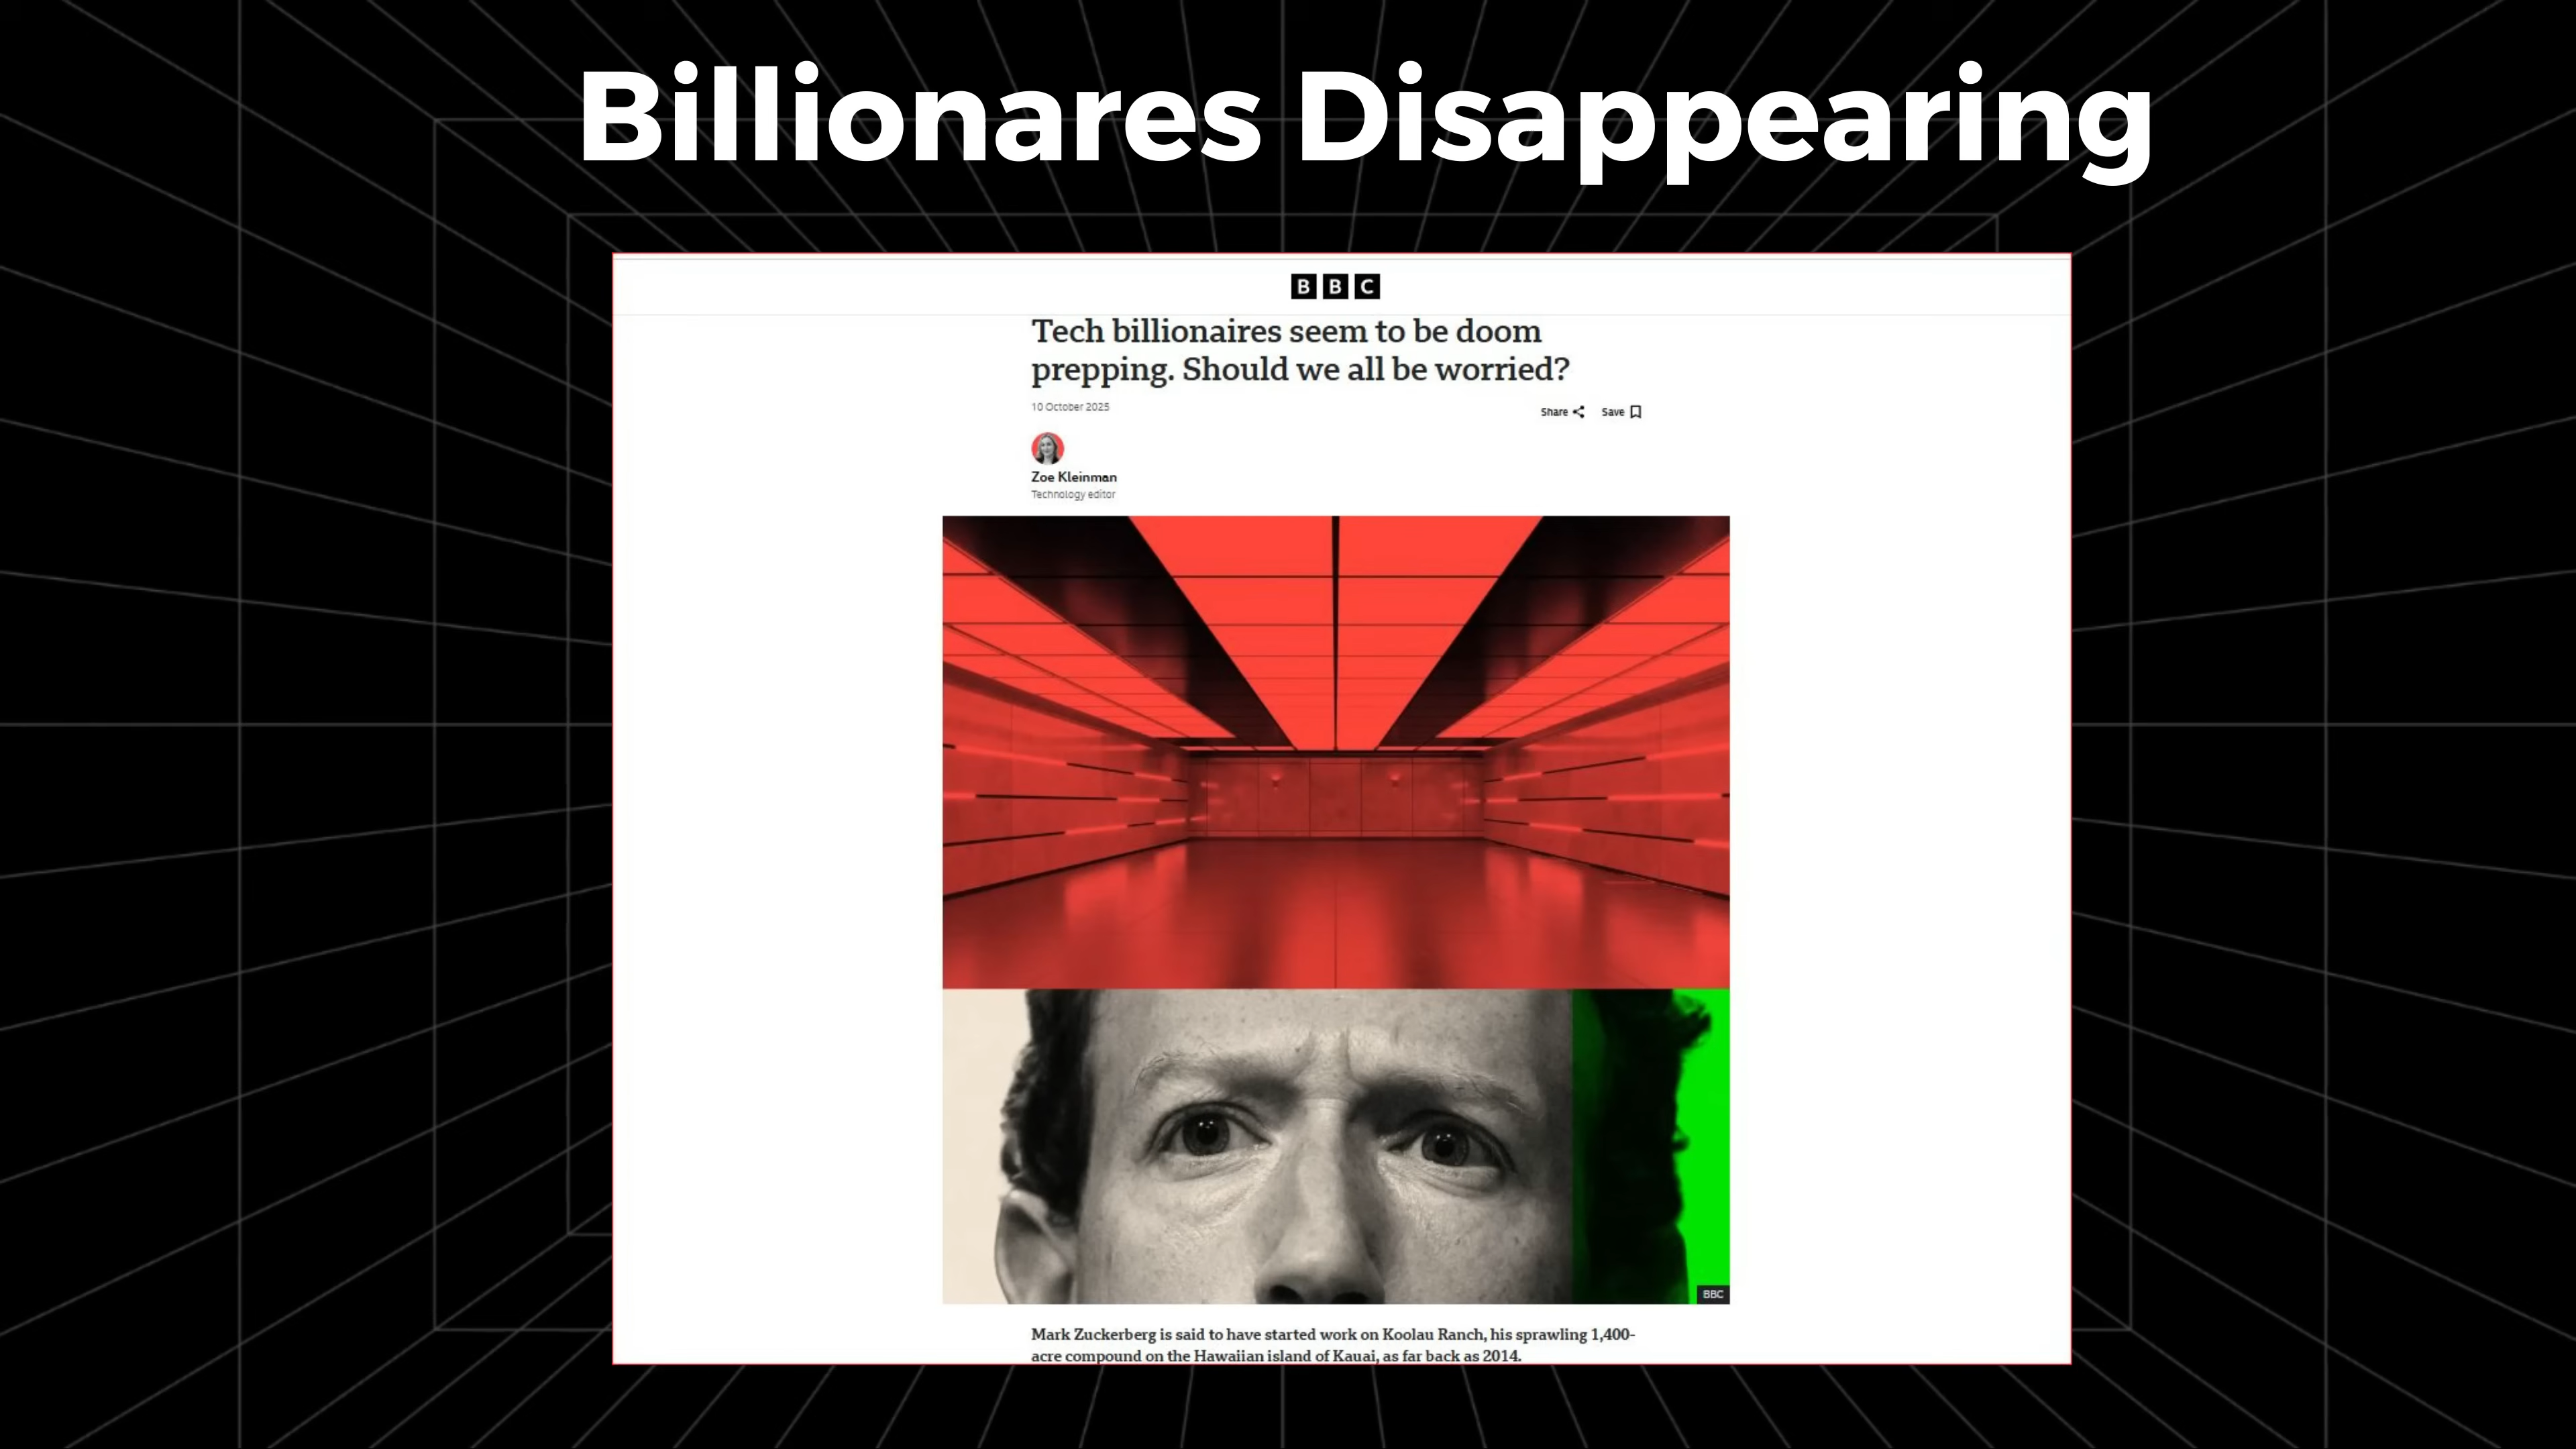 Billionares Disappearing
BBC
Tech billionaires seem to be doom
prepping. Should we all be worried?
10 October 2025
Share
Save
Zoe Kleinman
Technology editor
BBC
Mark Zuckerberg is said to have started work on Koolau Ranch, his sprawling 1,400-
acre compound on the Hawaiian island of Kauai, as far back as 2014.